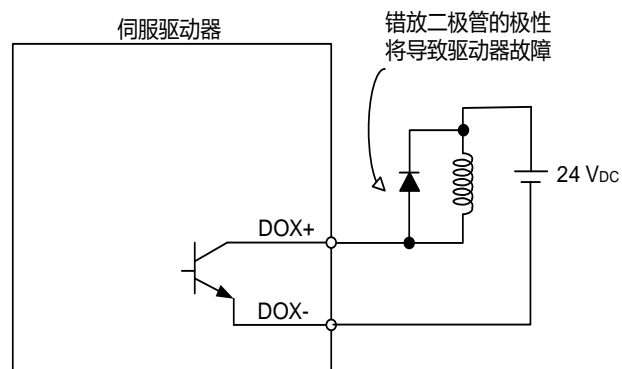 伺服驱动器
错放二极管的极性
将导致驱动器故障
24 VDC
DOX+
DOX-